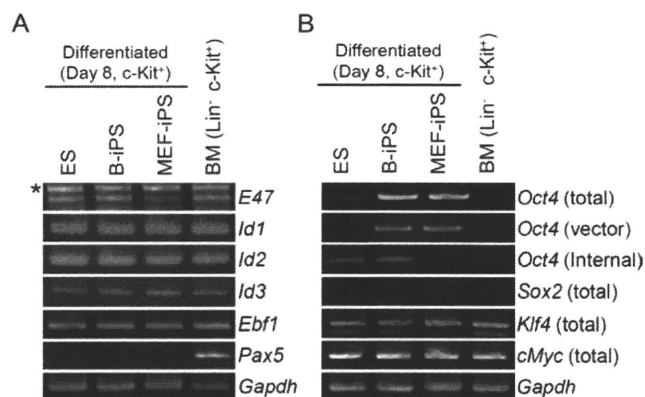 A
Differentiated
(Day 8, c-Kit⁺)
ES
B-iPS
MEF-iPS
BM (Lin⁻ c-Kit⁺)
*
E47
Id1
Id2
Id3
Ebf1
Pax5
Gapdh
B
Differentiated
(Day 8, c-Kit⁺)
ES
B-iPS
MEF-iPS
BM (Lin⁻ c-Kit⁺)
Oct4 (total)
Oct4 (vector)
Oct4 (Internal)
Sox2 (total)
Klf4 (total)
cMyc (total)
Gapdh